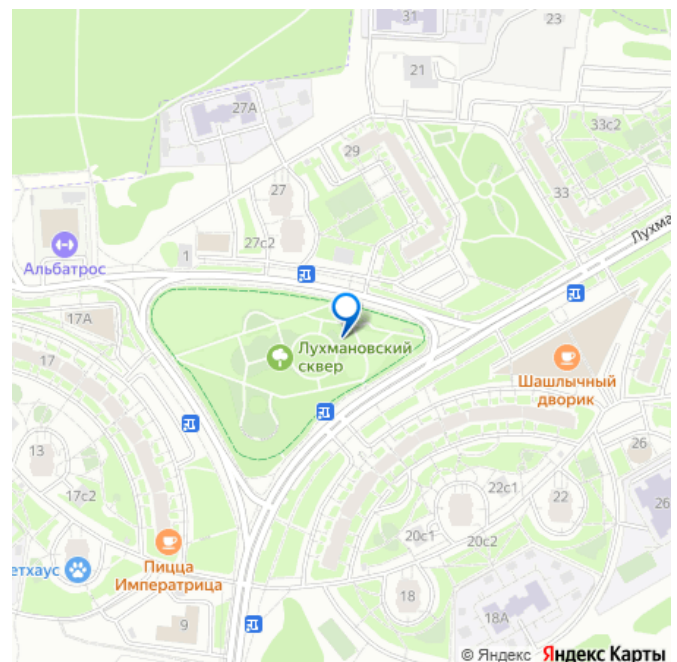 31
23
21
27А
33с2
29
27
33
27с2
1
Лухма
Альбатрос
17А
Лухмановский
сквер
17
Шашлычный
дворик
13
26
22с1
22
26
17с2
20с1
20с2
Пицца
Императрица
етхаус
18
18А
9
© Яндекс Яндекс Карты